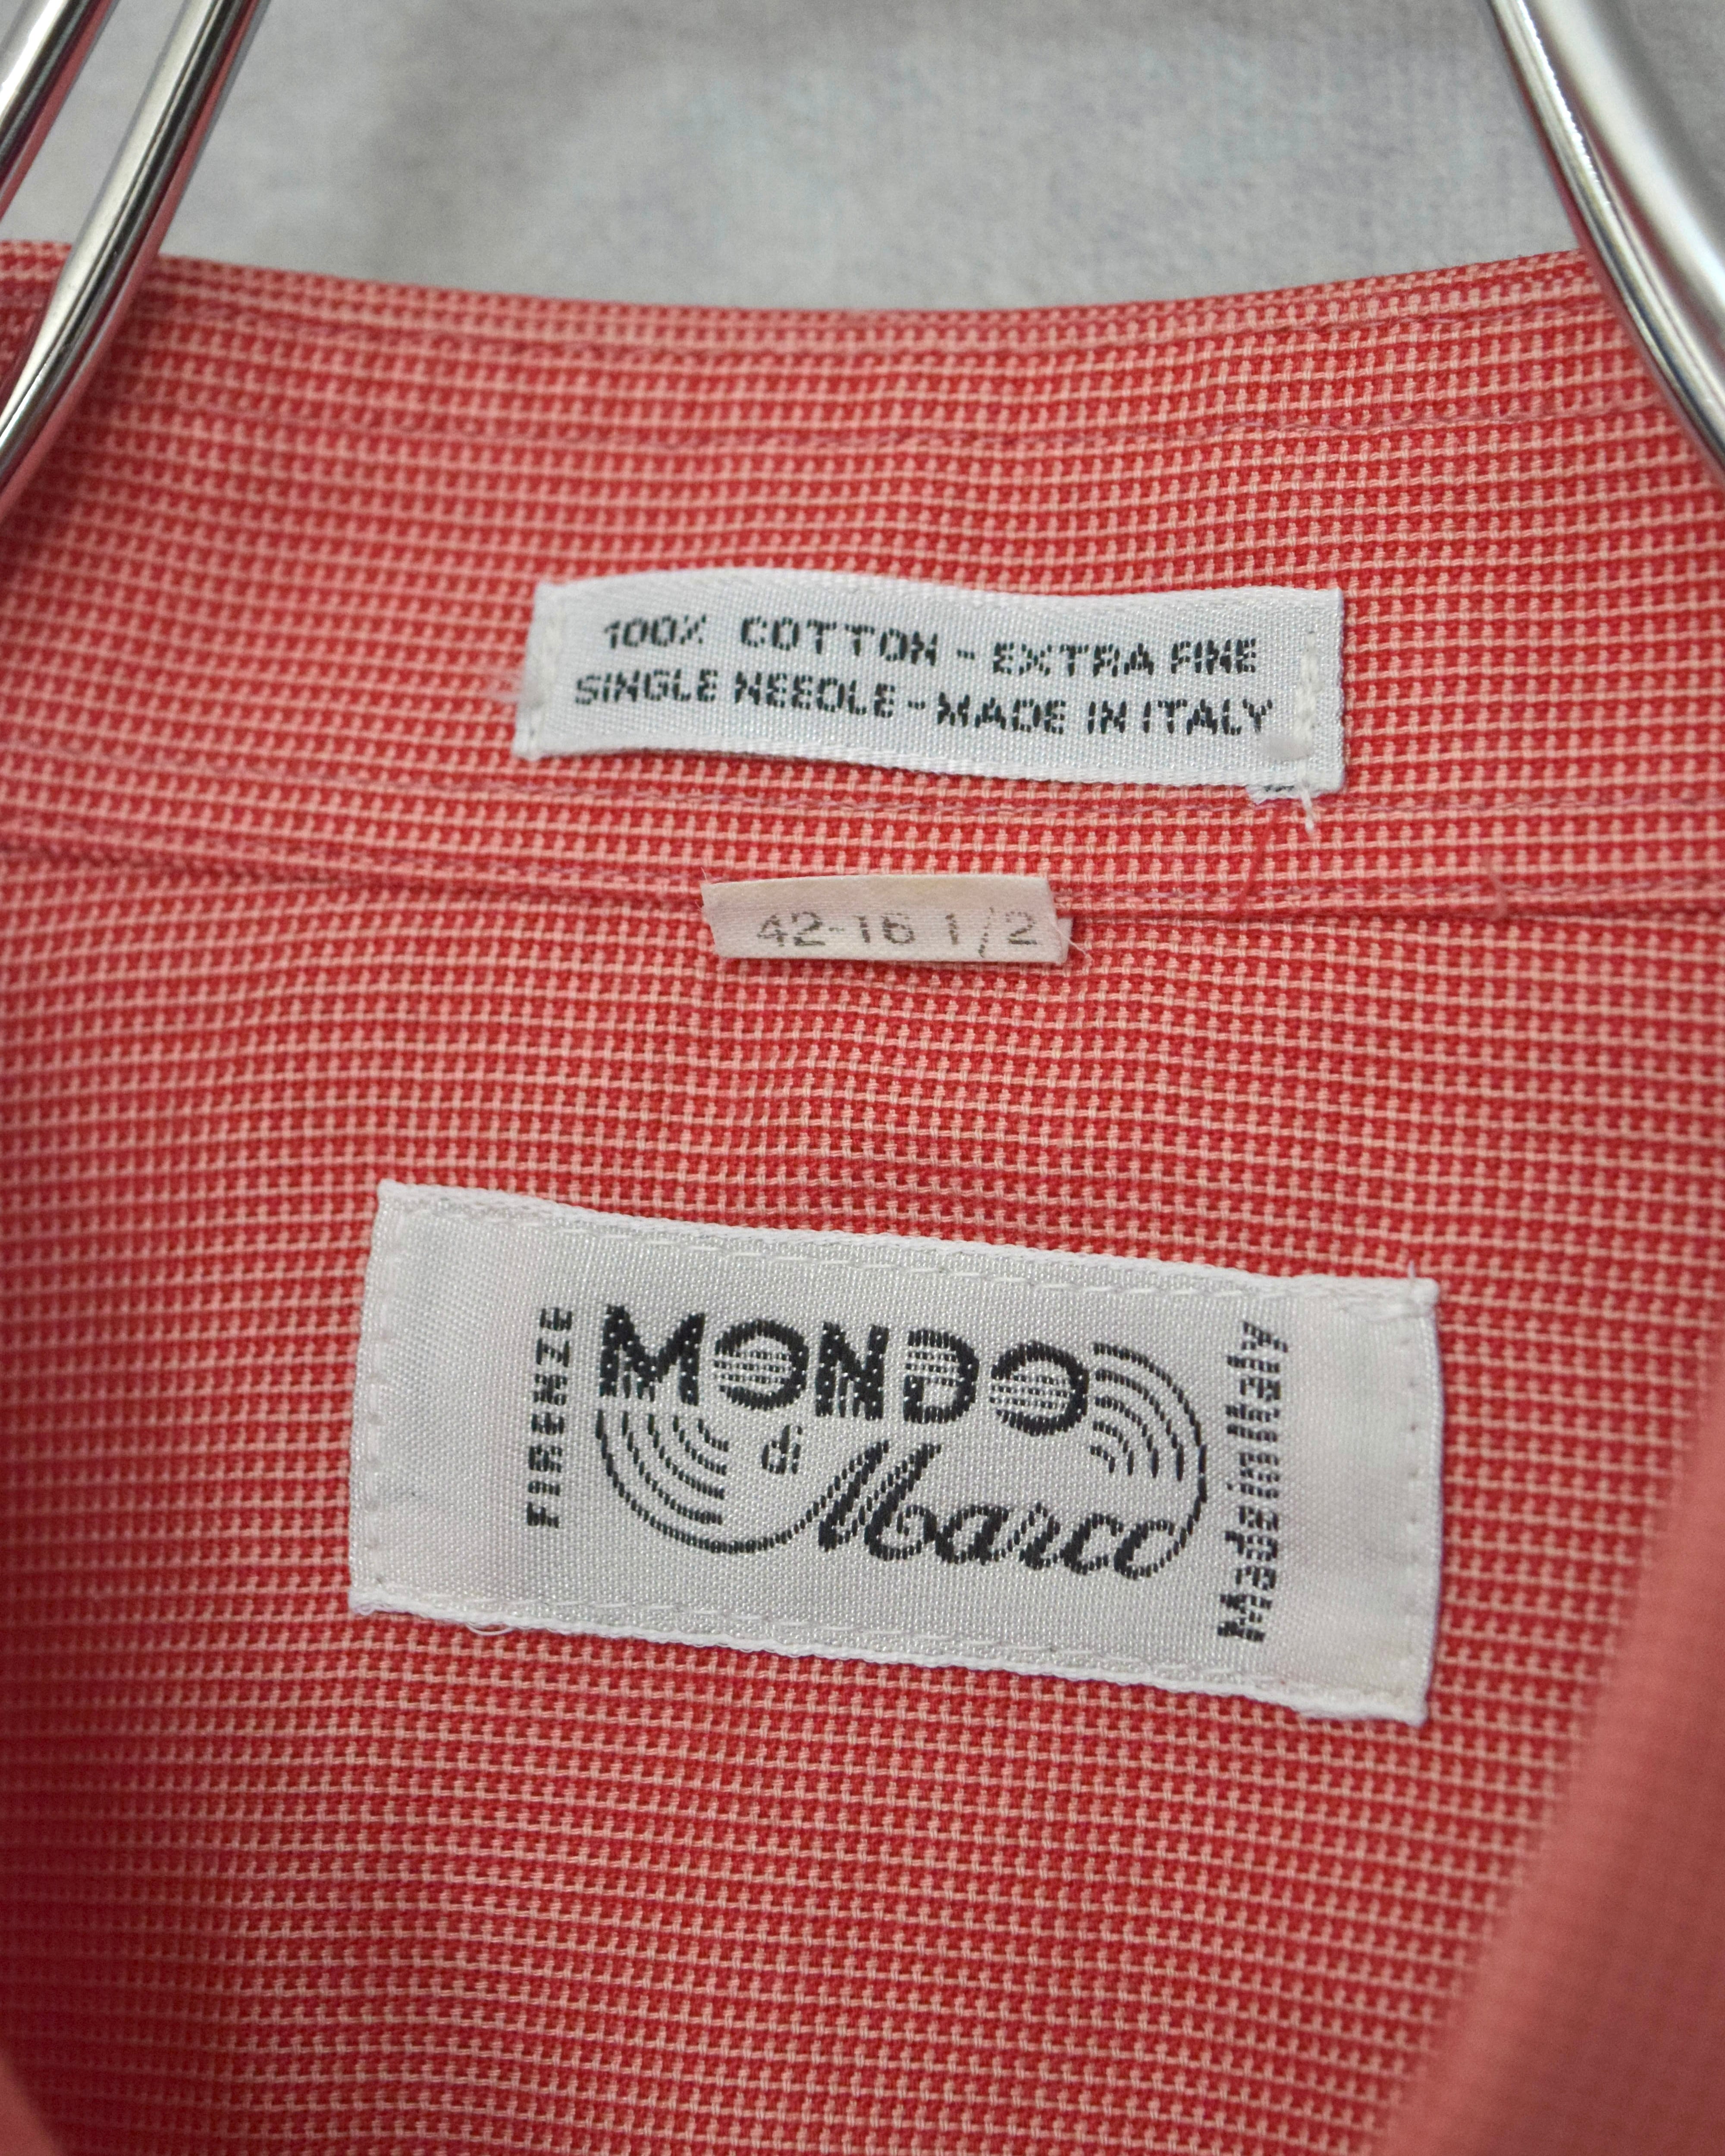 100% COTTON - EXTRA FINE
SINGLE NEEDLE - MADE IN ITALY
42-16 1/2
FIRENZE
MONDO
di
Marco
Made in Italy